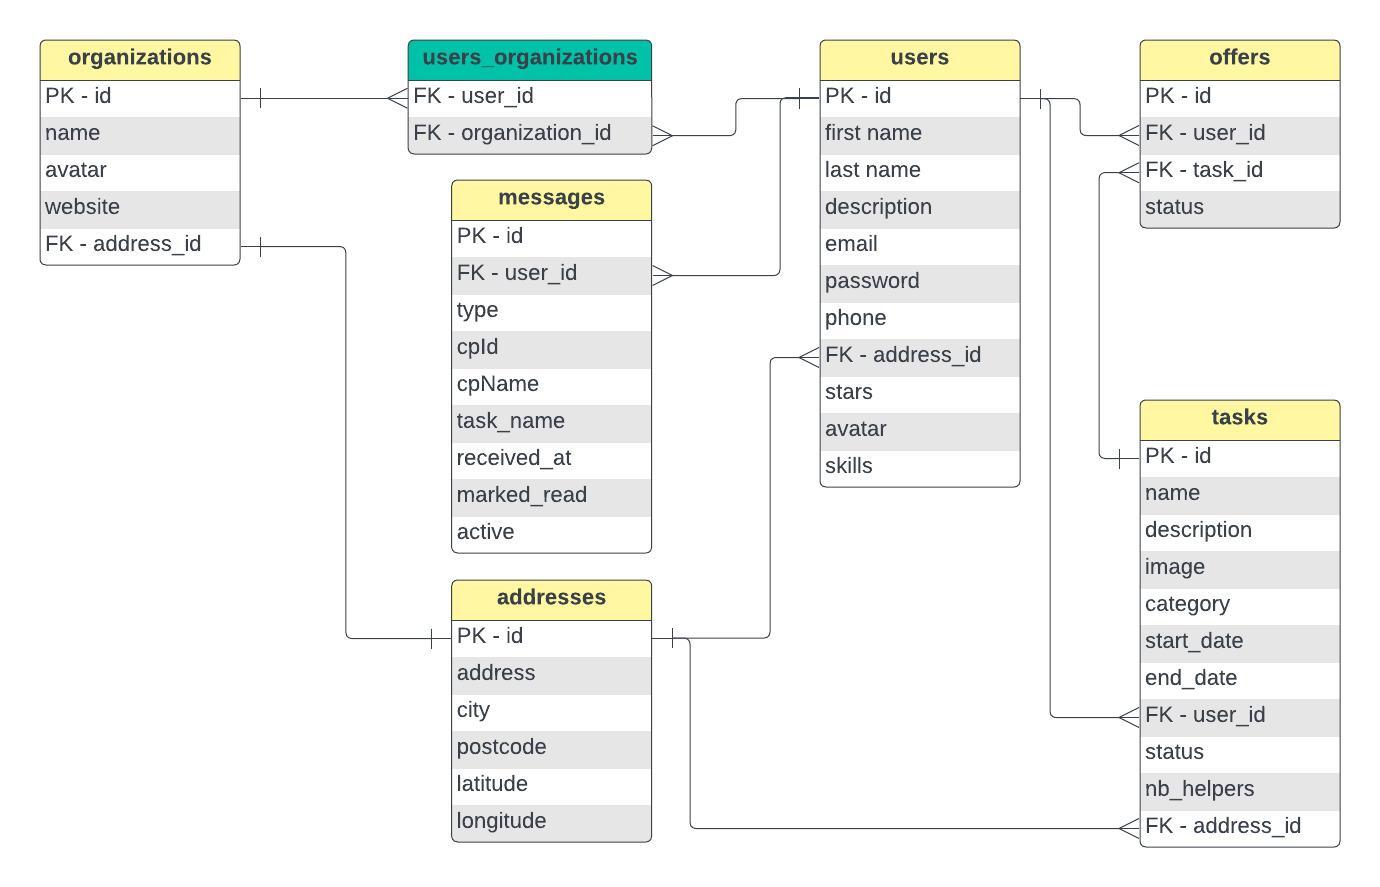 organizations
PK - id
name
avatar
website
FK - address_id
users_organizations
FK - user_id
FK - organization_id
messages
PK - id
FK - user_id
type
cpId
cpName
task_name
received_at
marked_read
active
addresses
PK - id
address
city
postcode
latitude
longitude
users
PK - id
first name
last name
description
email
password
phone
FK - address_id
stars
avatar
skills
offers
PK - id
FK - user_id
FK - task_id
status
tasks
PK - id
name
description
image
category
start_date
end_date
FK - user_id
status
nb_helpers
FK - address_id